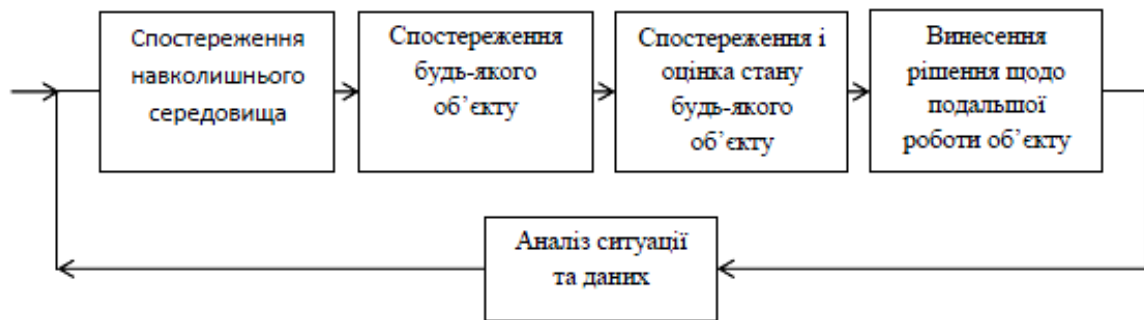 Спостереження
навколишнього
середовища
Спостереження
будь-якого
об’єкту
Спостереження і
оцінка стану
будь-якого
об’єкту
Винесення
рішення щодо
подальшої
роботи об’єкту
Аналіз ситуації
та даних